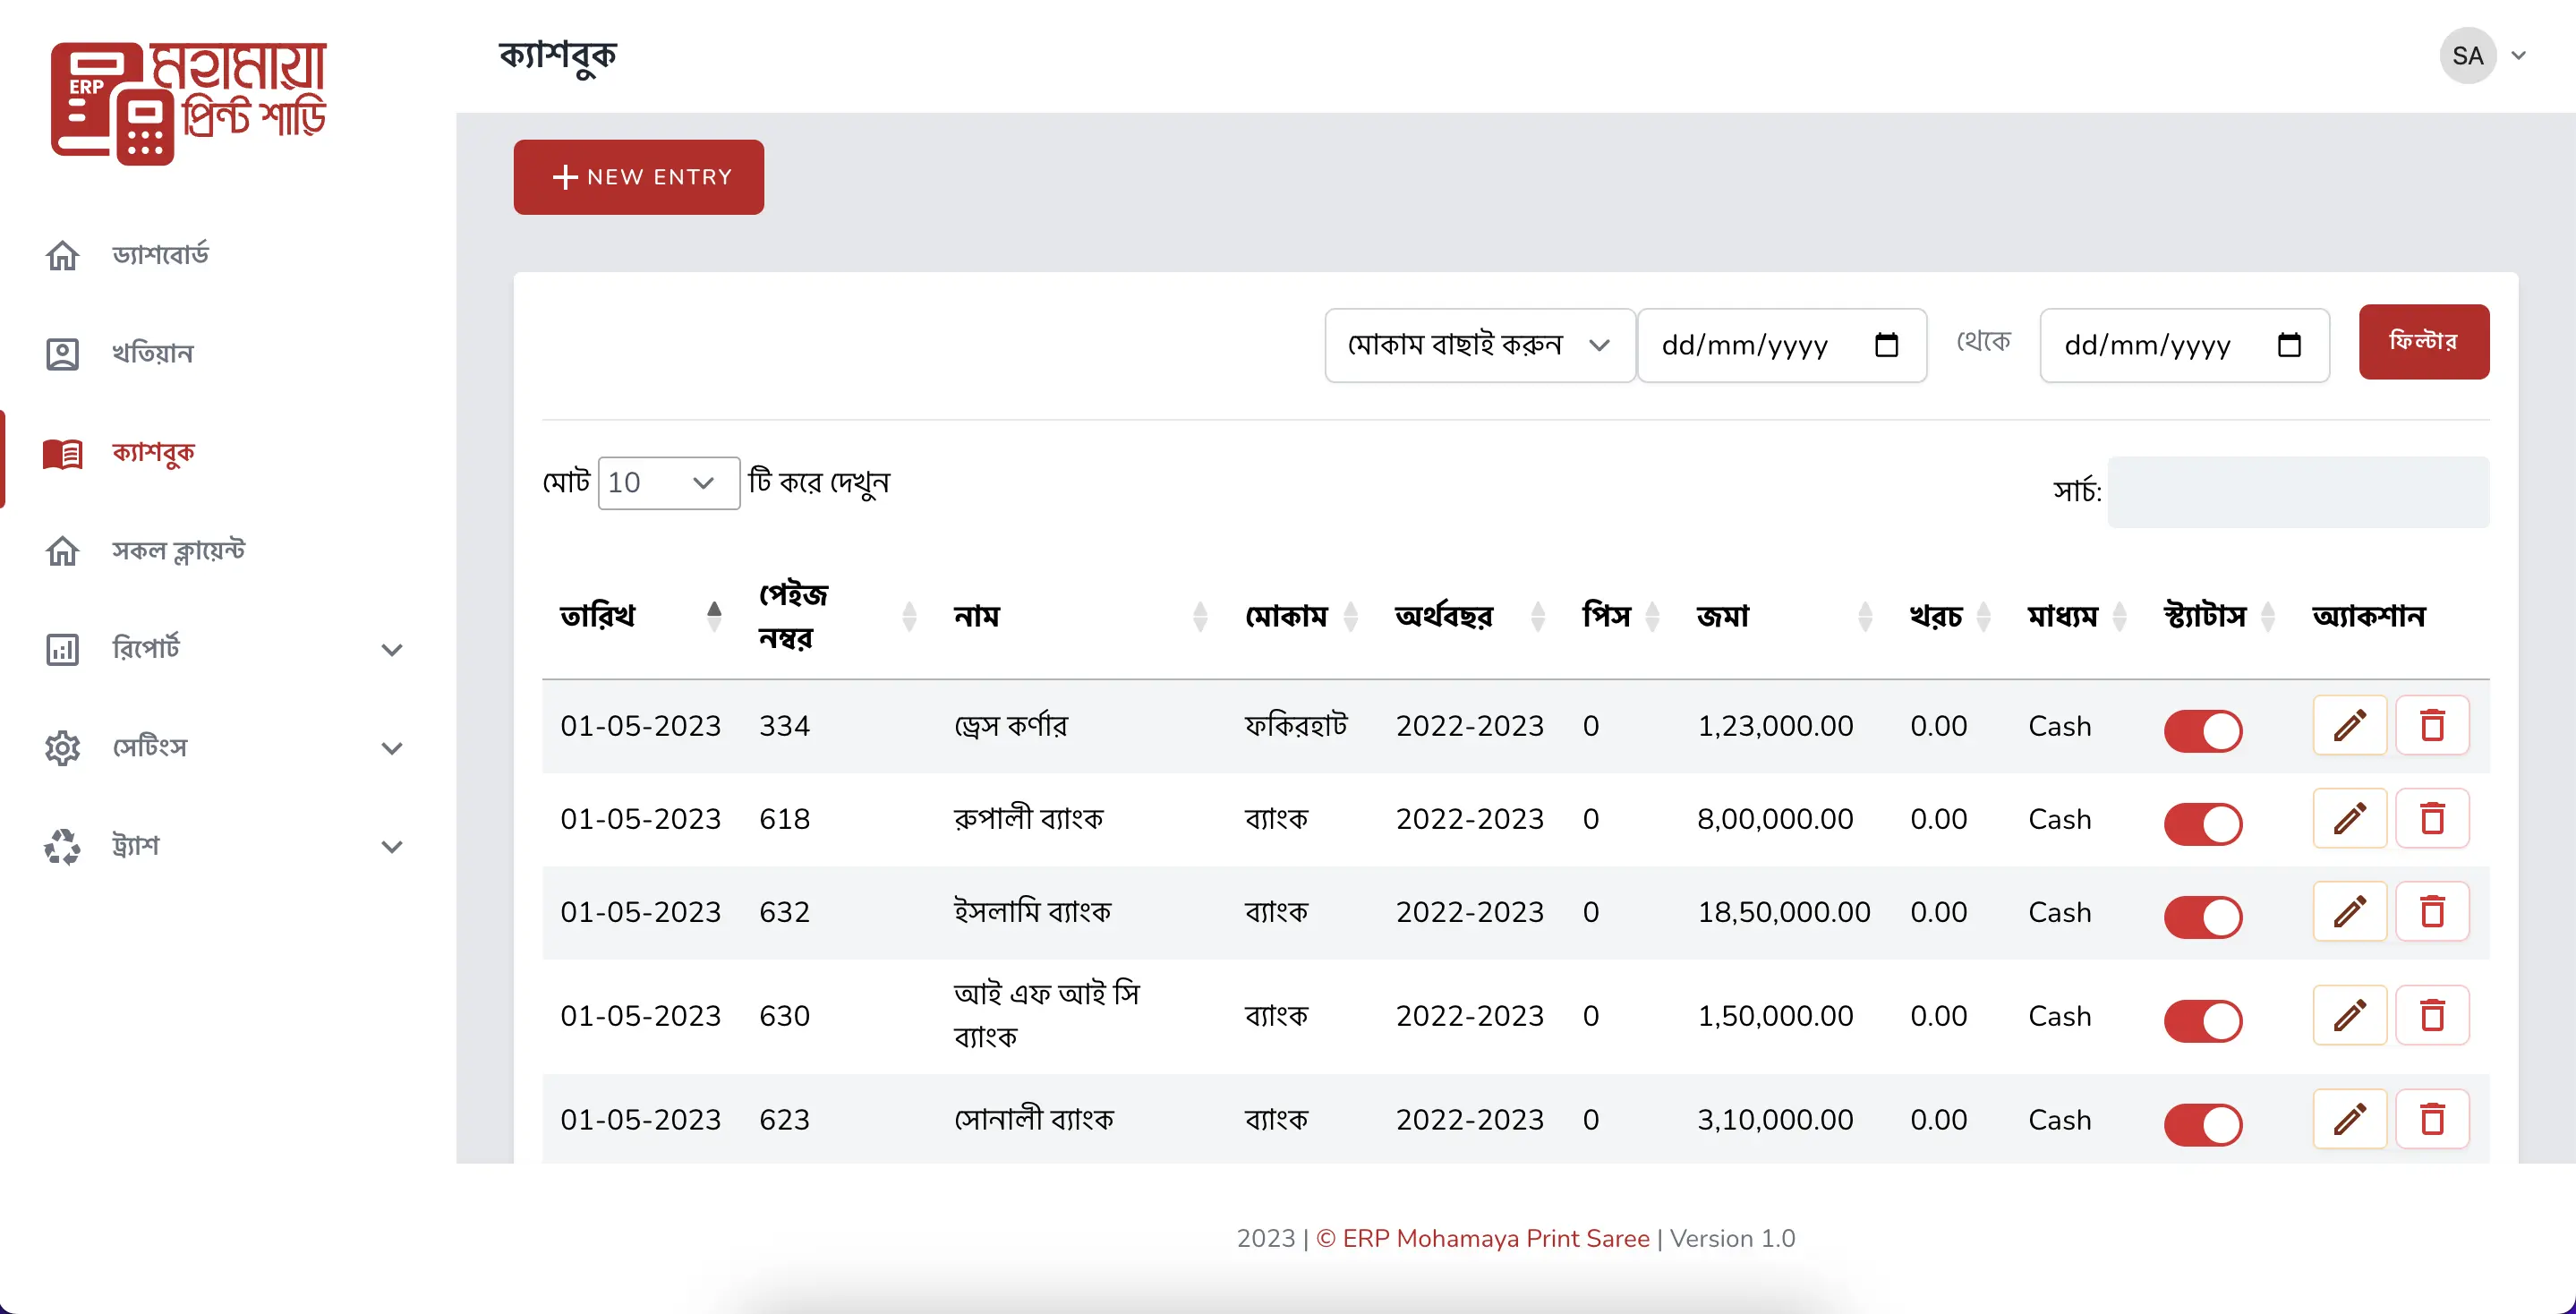 ERP
মহামায়া
প্রিন্ট শাড়ি
ড্যাশবোর্ড
খতিয়ান
ক্যাশবুক
সকল ক্লায়েন্ট
রিপোর্ট
সেটিংস
ট্র্যাশ
ক্যাশবুক
SA
NEW ENTRY
মোকাম বাছাই করুন dd/mm/yyyy থেকে dd/mm/yyyy ফিল্টার
মোট 10 টি করে দেখুন সার্চ:
তারিখ পেইজ নম্বর নাম মোকাম অর্থবছর পিস জমা খরচ মাধ্যম স্ট্যাটাস অ্যাকশান
01-05-2023 334 ড্রেস কর্ণার ফকিরহাট 2022-2023 0 1,23,000.00 0.00 Cash
01-05-2023 618 রুপালী ব্যাংক ব্যাংক 2022-2023 0 8,00,000.00 0.00 Cash
01-05-2023 632 ইসলামি ব্যাংক ব্যাংক 2022-2023 0 18,50,000.00 0.00 Cash
01-05-2023 630 আই এফ আই সি ব্যাংক ব্যাংক 2022-2023 0 1,50,000.00 0.00 Cash
01-05-2023 623 সোনালী ব্যাংক ব্যাংক 2022-2023 0 3,10,000.00 0.00 Cash
2023 | © ERP Mohamaya Print Saree | Version 1.0